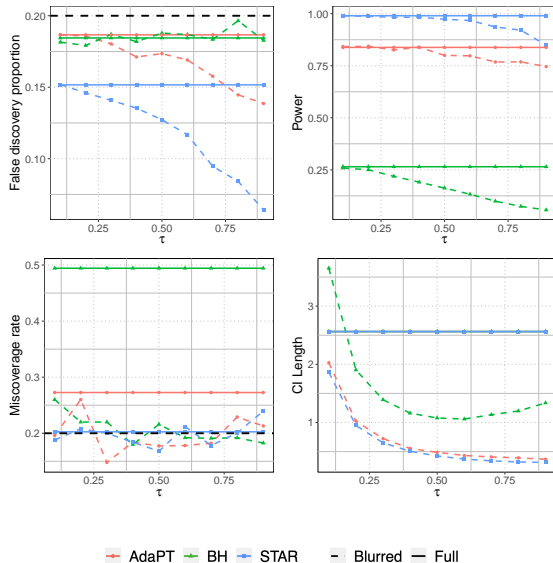 False discovery proportion
0.20
0.15
0.10
0.25
0.50
0.75
τ
Power
1.00
0.75
0.50
0.25
0.25
0.50
0.75
τ
Miscoverage rate
0.5
0.4
0.3
0.2
0.25
0.50
0.75
τ
CI Length
3
2
1
0.25
0.50
0.75
τ
AdaPT BH STAR Blurred Full